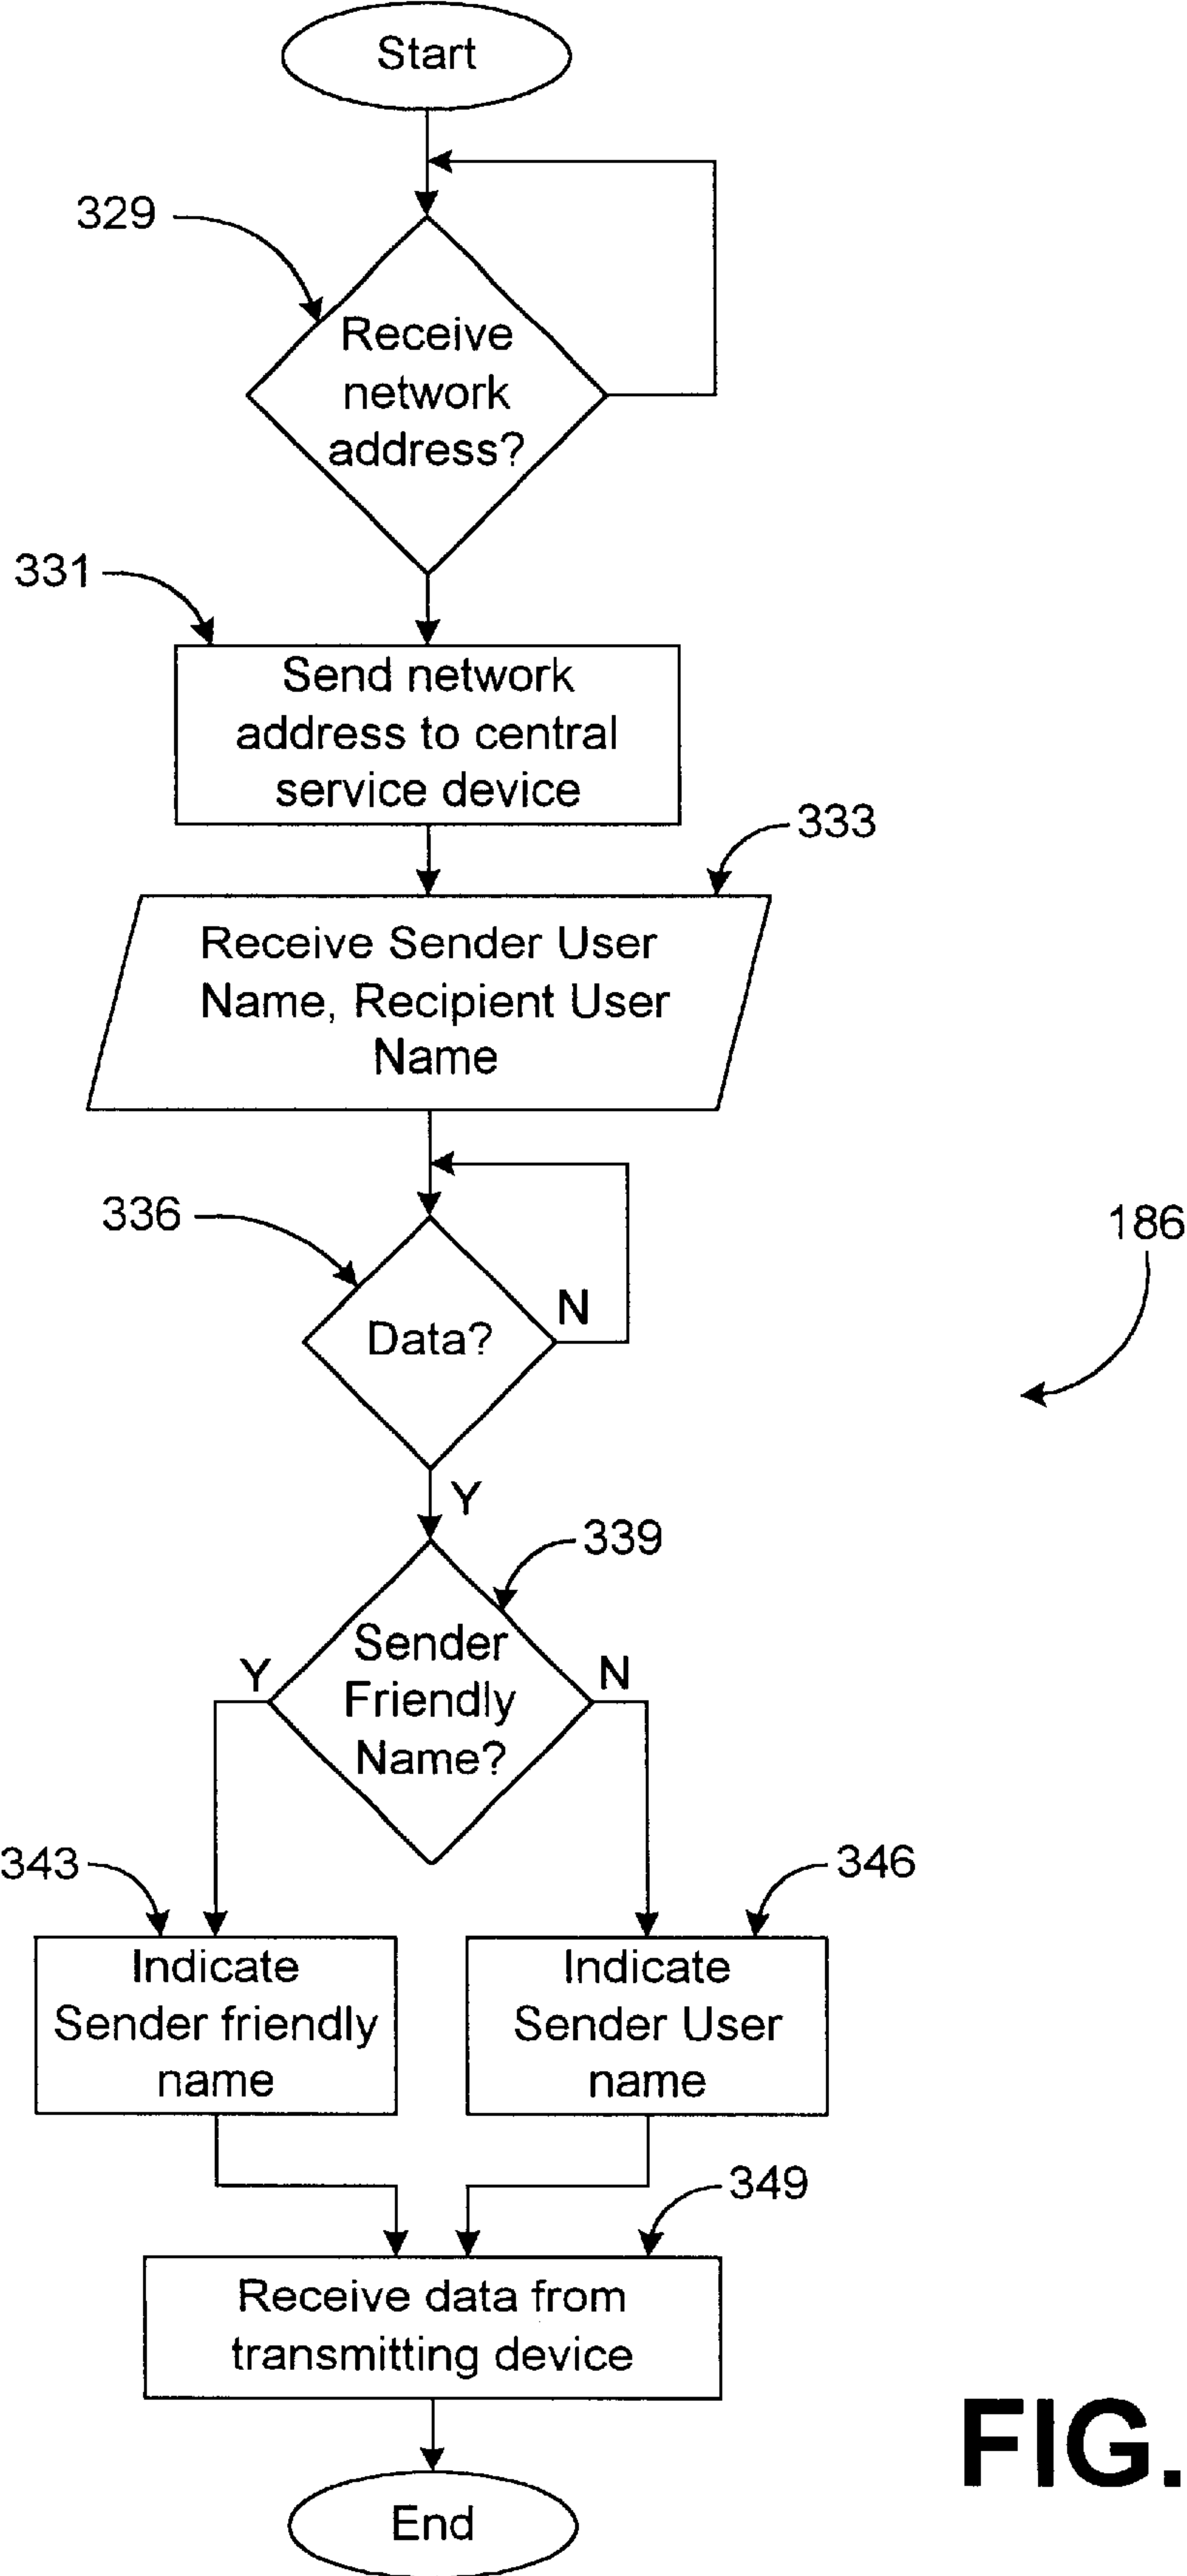 Start
329
Receive
network
address?
331
Send network
address to central
service device
333
Receive Sender User
Name, Recipient User
Name
336
N
Data?
186
Y
339
Sender
Friendly
Name?
Y
N
343
346
Indicate
Sender friendly
name
Indicate
Sender User
name
349
Receive data from
transmitting device
End
FIG.